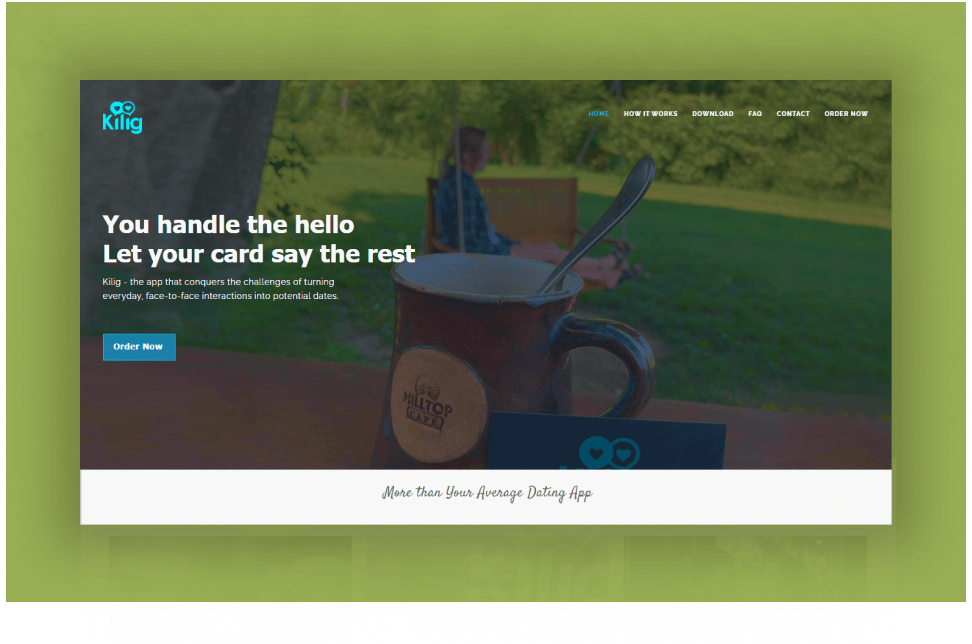 Kilig
HOME HOW IT WORKS DOWNLOAD FAQ CONTACT ORDER NOW
You handle the hello
Let your card say the rest
Kilig - the app that conquers the challenges of turning
everyday, face-to-face interactions into potential dates.
Order Now
HILLTOP
CAFE
More than Your Average Dating App